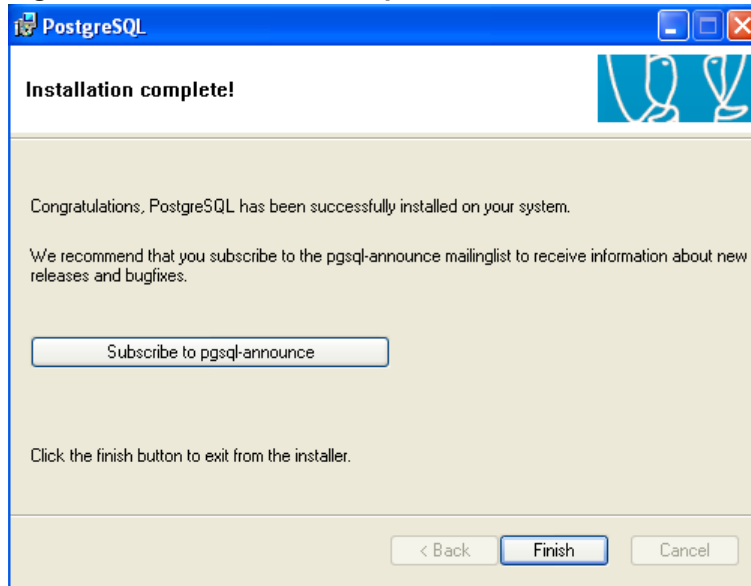 PostgreSQL
Installation complete!
Congratulations, PostgreSQL has been successfully installed on your system.
We recommend that you subscribe to the pgsql-announce mailinglist to receive information about new
releases and bugfixes.
Subscribe to pgsql-announce
Click the finish button to exit from the installer.
< Back
Finish
Cancel